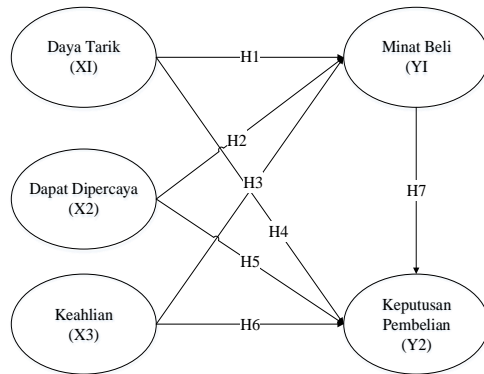 Daya Tarik
(XI)
H1
Minat Beli
(YI
H2
Dapat Dipercaya
(X2)
H3
H7
H4
H5
Keahlian
(X3)
H6
Keputusan
Pembelian
(Y2)